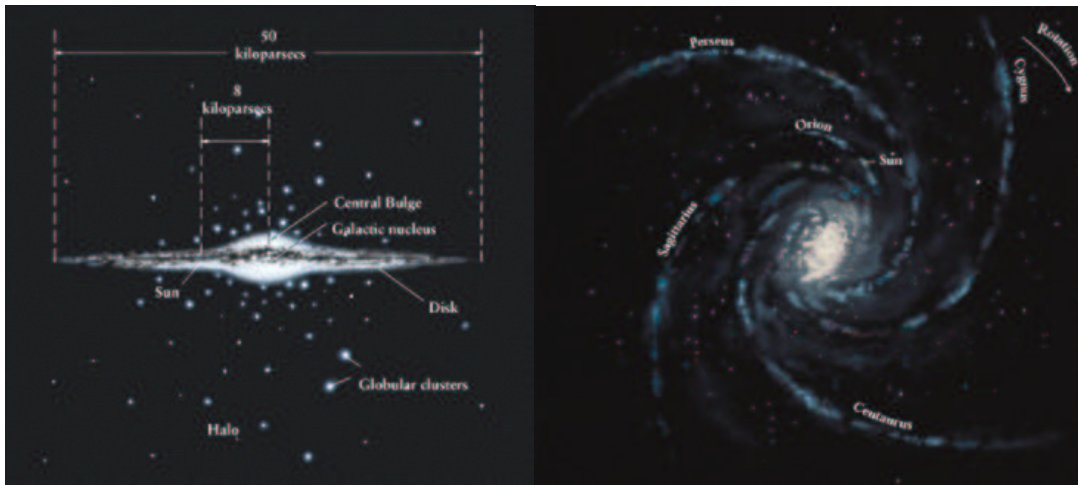 50
kiloparsecs
8
kiloparsecs
Central Bulge
Galactic nucleus
Sun
Disk
Globular clusters
Halo
Perseus
Rotation
Cygnus
Orion
Sun
Sagittarius
Centaurus